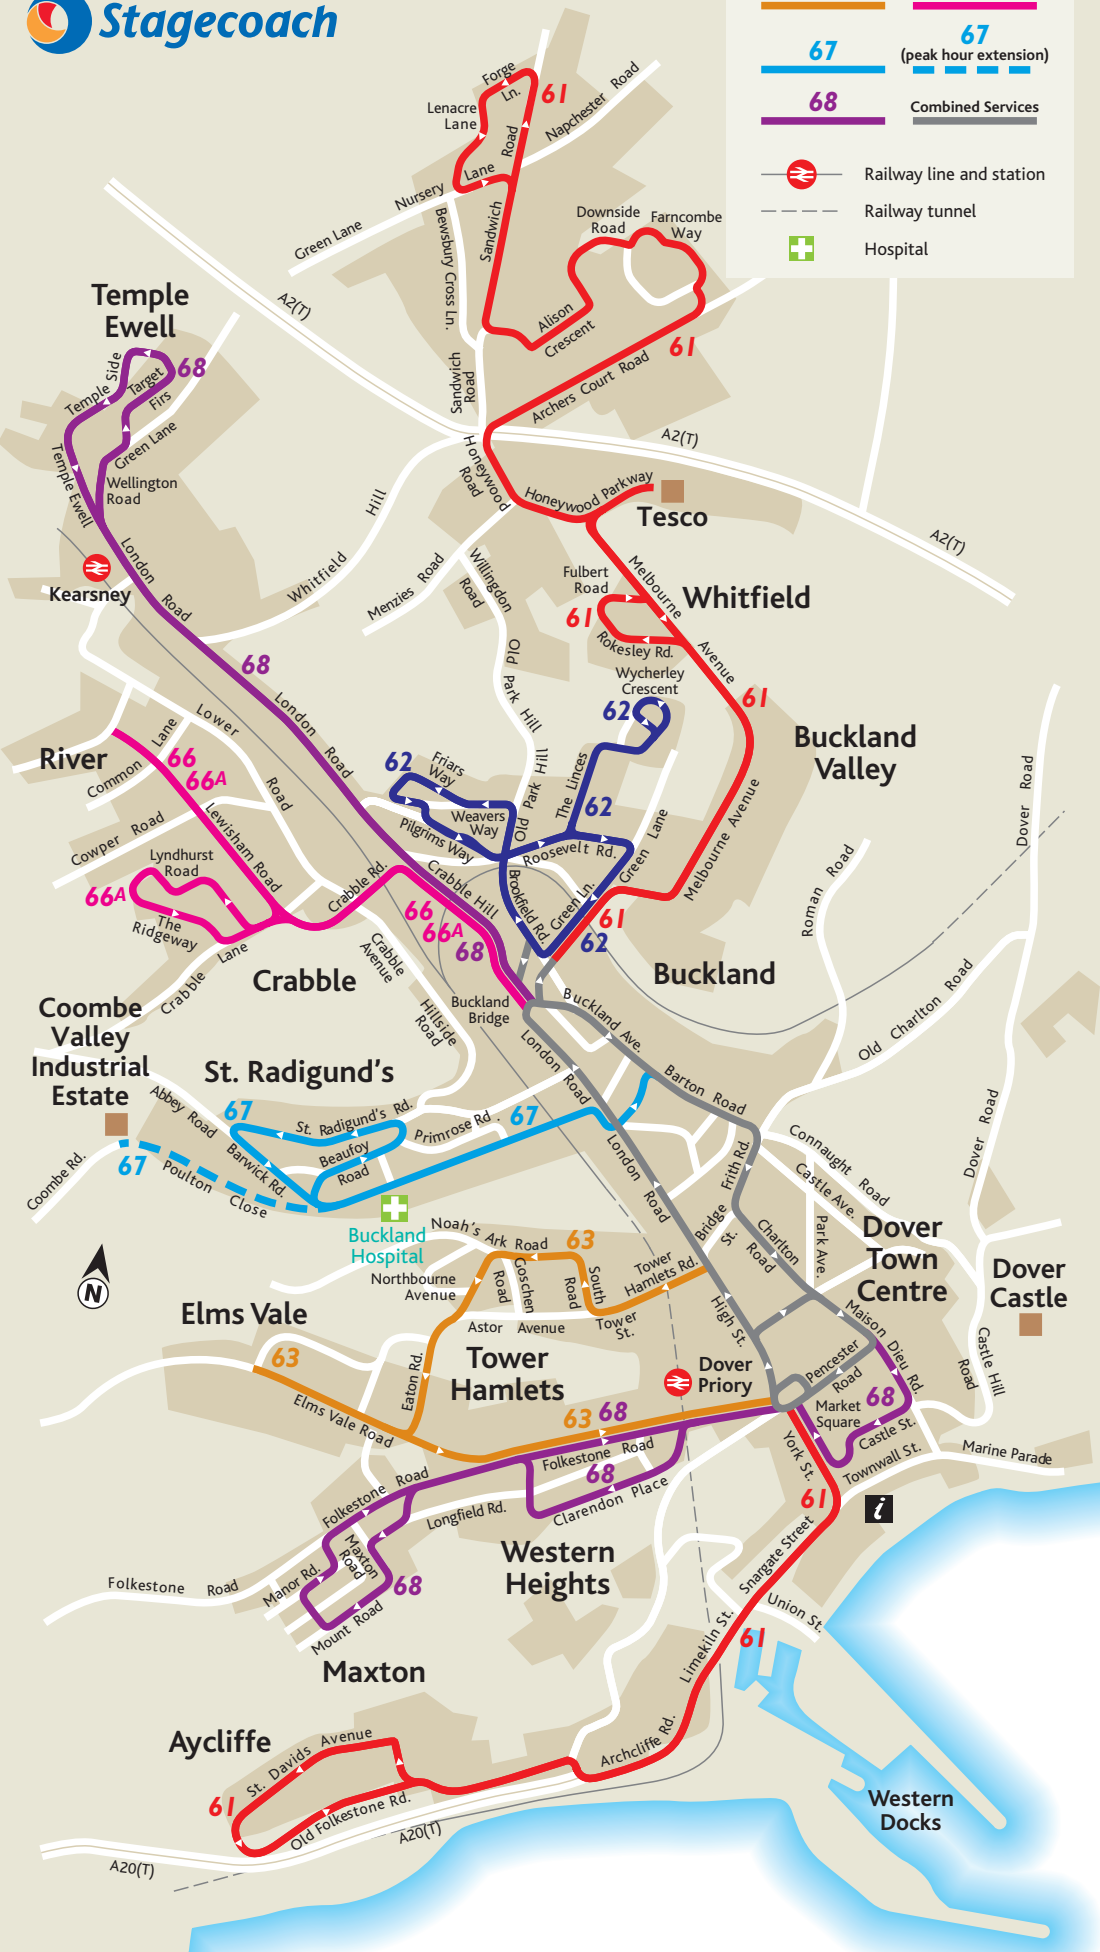 Stagecoach
67
67
(peak hour extension)
68
Combined Services
Railway line and station
Railway tunnel
Hospital
Forge
Ln.
61
Lenacre
Lane
Napchester Road
Sandwich Road
Nursery Lane
Green Lane
Bewsbury Cross Ln.
Downside
Road
Farncombe
Way
Alison
Crescent
61
Archers Court Road
Sandwich
Road
A2(T)
A2(T)
A2(T)
Temple
Ewell
68
Temple Side
Target
Firs
Green Lane
Wellington
Road
Temple Ewell
Kearsney
London Road
Whitfield Hill
Honeywood
Road
Honeywood Parkway
Tesco
Menzies Road
Willingdon
Road
Old Park Hill
Old Park Hill
Melbourne Avenue
Whitfield
Fulbert
Road
61
Rokesley Rd.
Wycherley
Crescent
62
61
Buckland
Valley
68
London Road
River
Common Lane
Lower Road
66
66A
Cowper Road
Lewisham Road
Lyndhurst
Road
66A
The
Ridgeway
Crabble Lane
Crabble Rd.
Crabble
62
Friars
Way
Weavers
Way
Pilgrims Way
The Linces
62
Roosevelt Rd.
Green Lane
Melbourne Avenue
Crabble Hill
Brookfield Rd.
Green Ln.
61
62
66
66A
68
Buckland
Crabble
Avenue
Hillside
Road
Buckland
Bridge
Buckland Ave.
London Road
Barton Road
Roman Road
Old Charlton Road
Dover Road
Dover Road
Coombe
Valley
Industrial
Estate
St. Radigund's
Abbey Road
67
St. Radigund's Rd.
Primrose Rd.
67
Beaufoy
Road
Barwick Rd.
67
Poulton Close
Coombe Rd.
Buckland
Hospital
London Road
Frith Rd.
Connaught Road
Castle Ave.
Park Ave.
Bridge
St.
Charlton
Road
Dover
Town
Centre
Dover
Castle
N
Noah's Ark Road
63
Northbourne
Avenue
Goschen
Road
South
Road
Tower
Hamlets Rd.
Astor Avenue
Tower
St.
High St.
Maison Dieu Rd.
Castle Hill
Road
Elms Vale
63
Eaton Rd.
Tower
Hamlets
Elms Vale Road
Dover
Priory
Pencester
Road
Market
Square
68
Castle St.
Townwall St.
Marine Parade
63 68
York St.
Folkestone Road
68
Clarendon Place
61
i
Folkestone Road
Longfield Rd.
Maxton
Road
Manor Rd.
68
Folkestone Road
Mount Road
Maxton
Western
Heights
Snargate Street
Union St.
61
Limekiln St.
Archcliffe Rd.
Aycliffe
St. Davids Avenue
61
Old Folkestone Rd.
A20(T)
A20(T)
Western
Docks